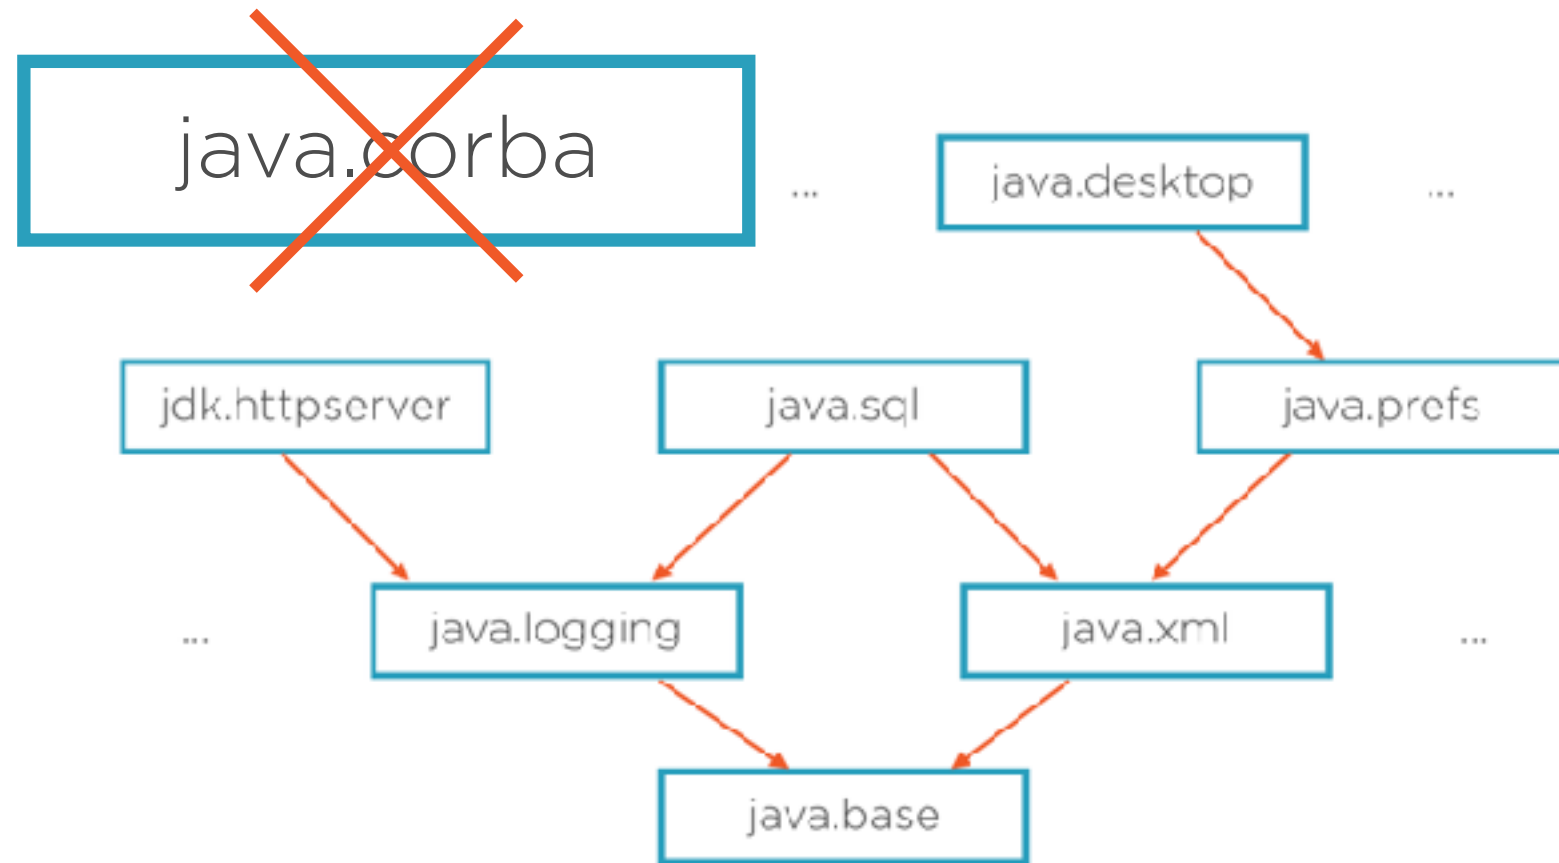 java.corba
...
java.desktop
...
jdk.httpserver
java.sql
java.prefs
...
java.logging
java.xml
...
java.base